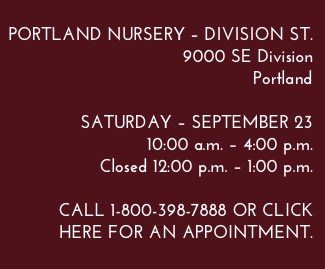 PORTLAND NURSERY – DIVISION ST.
9000 SE Division
Portland
SATURDAY – SEPTEMBER 23
10:00 a.m. – 4:00 p.m.
Closed 12:00 p.m. – 1:00 p.m.
CALL 1-800-398-7888 OR CLICK
HERE FOR AN APPOINTMENT.